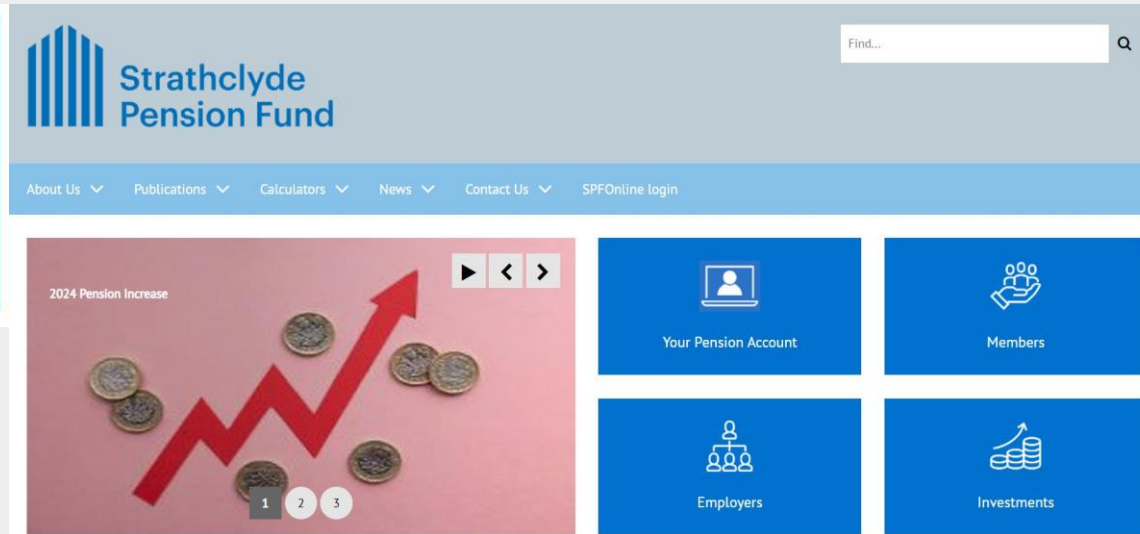 Strathclyde
Pension Fund
Find...
About Us
Publications
Calculators
News
Contact Us
SPFOnline login
2024 Pension Increase
1
2
3
Your Pension Account
Members
Employers
Investments